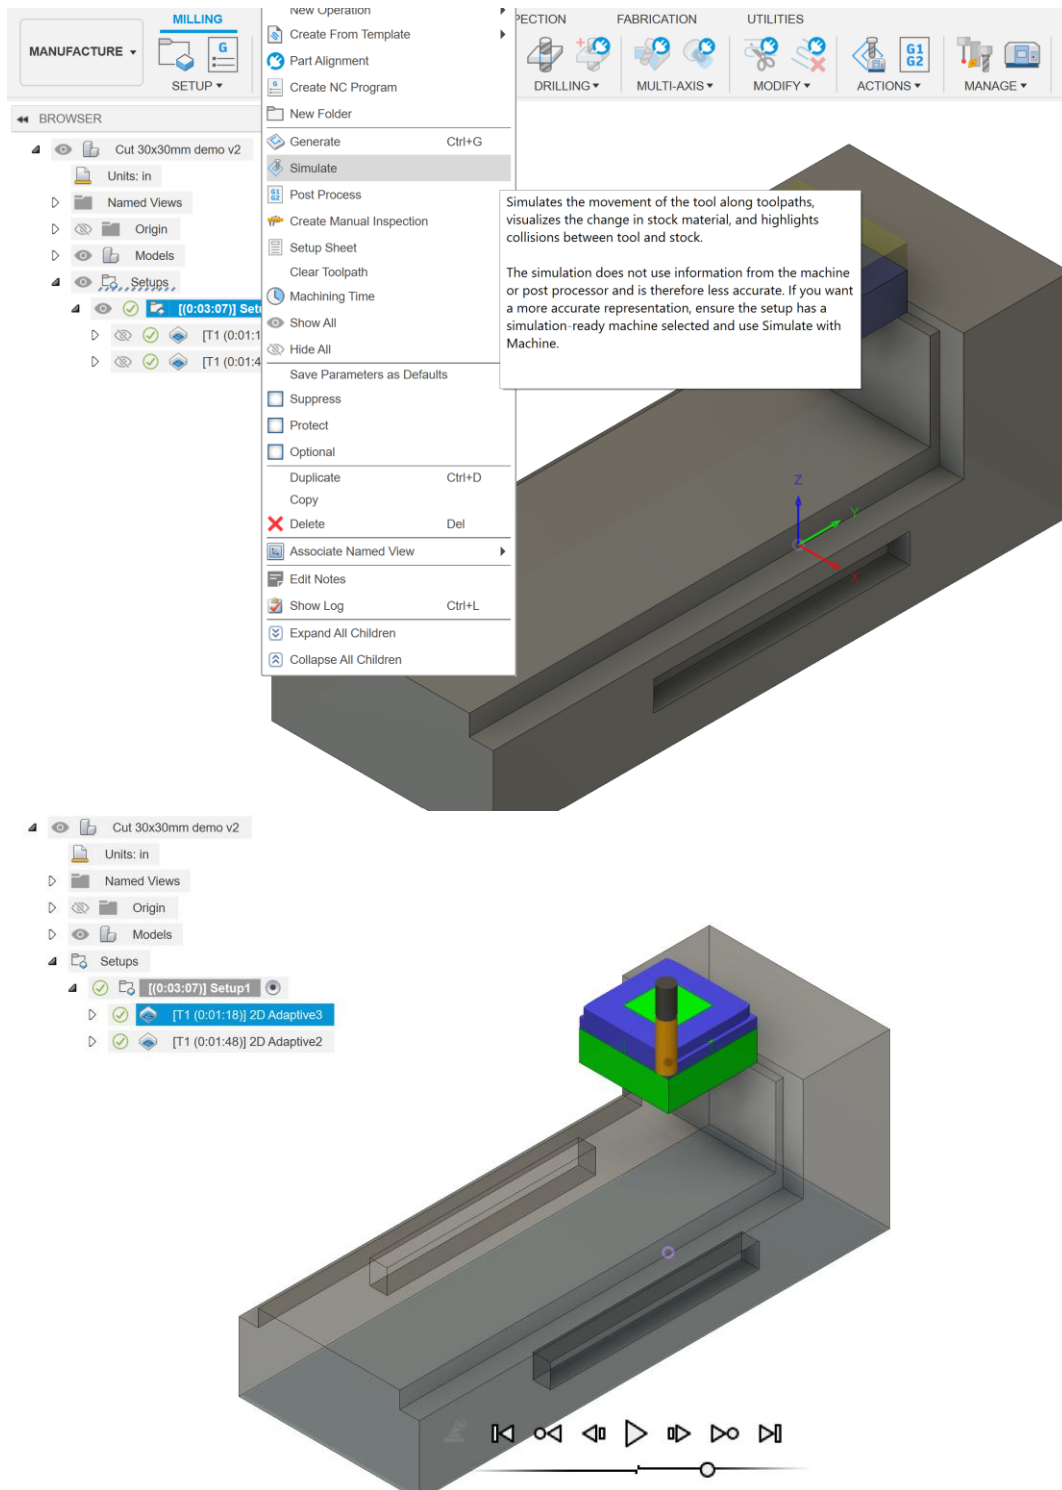 MILLING
PECTION
FABRICATION
UTILITIES
MANUFACTURE
SETUP
DRILLING
MULTI-AXIS
MODIFY
ACTIONS
MANAGE
G
G1
G2
BROWSER
Cut 30x30mm demo v2
Units: in
Named Views
Origin
Models
Setups
[(0:03:07)] Setu
[T1 (0:01:1
[T1 (0:01:4
New Operation
Create From Template
Part Alignment
Create NC Program
New Folder
Generate Ctrl+G
Simulate
Post Process
Create Manual Inspection
Setup Sheet
Clear Toolpath
Machining Time
Show All
Hide All
Save Parameters as Defaults
Suppress
Protect
Optional
Duplicate Ctrl+D
Copy
Delete Del
Associate Named View
Edit Notes
Show Log Ctrl+L
Expand All Children
Collapse All Children
Simulates the movement of the tool along toolpaths,
visualizes the change in stock material, and highlights
collisions between tool and stock.
The simulation does not use information from the machine
or post processor and is therefore less accurate. If you want
a more accurate representation, ensure the setup has a
simulation-ready machine selected and use Simulate with
Machine.
Z
Y
X
Cut 30x30mm demo v2
Units: in
Named Views
Origin
Models
Setups
[(0:03:07)] Setup1
[T1 (0:01:18)] 2D Adaptive3
[T1 (0:01:48)] 2D Adaptive2